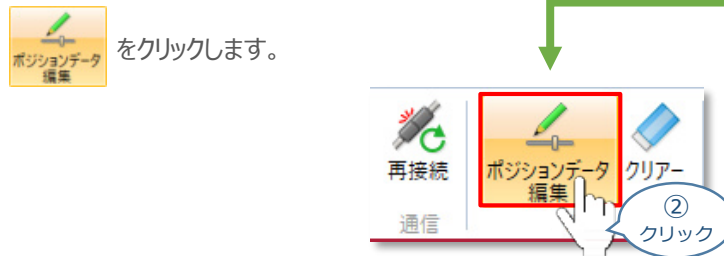 ポジションデータ
編集
をクリックします。
再接続
ポジションデータ
編集
クリアー
通信
②
クリック